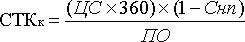 СТКк = (ЦС×360)×(1−Снп)
ПО